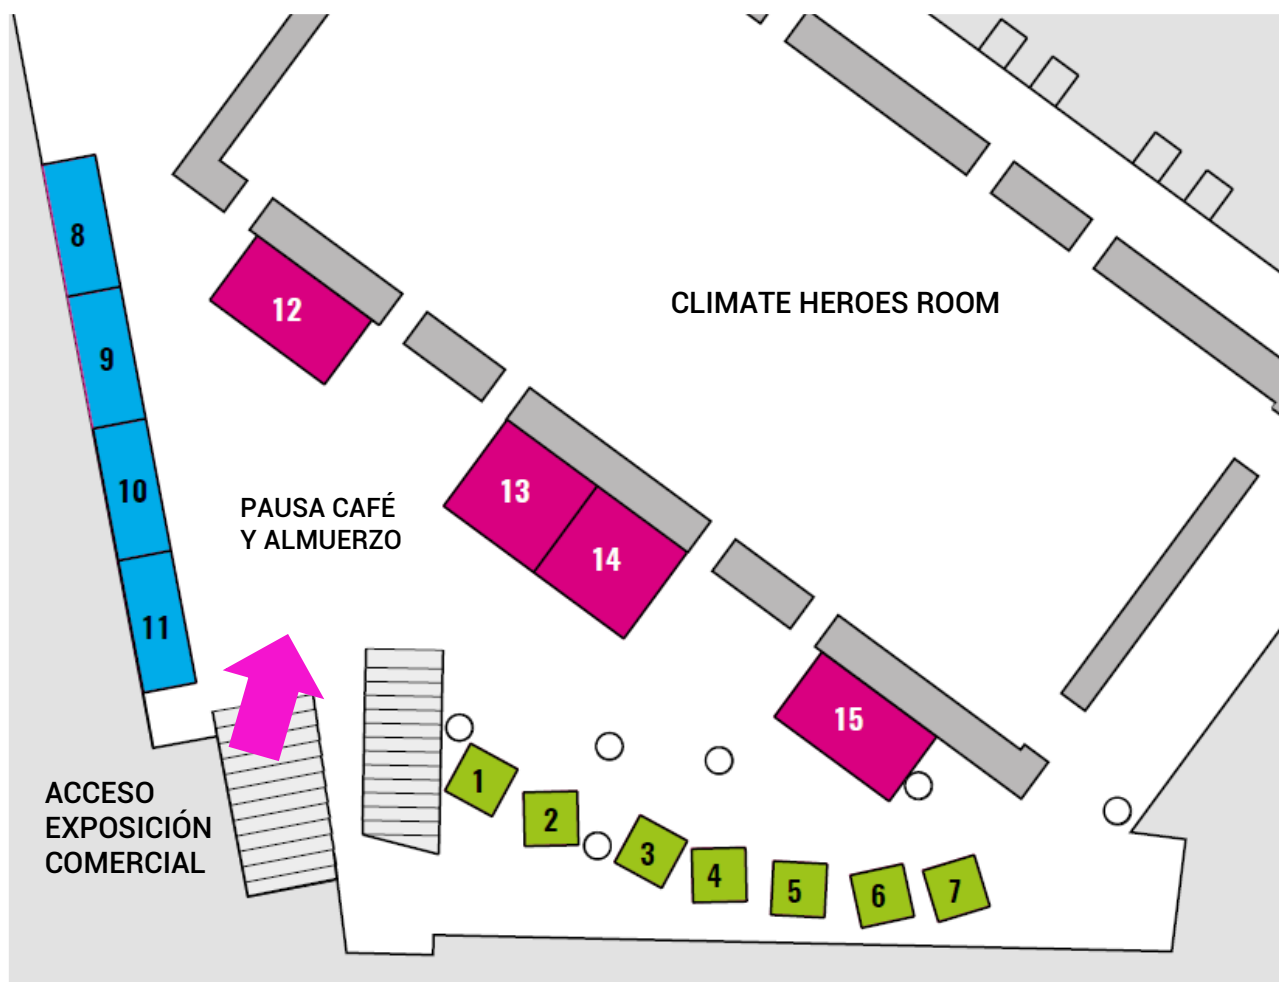 8
12
CLIMATE HEROES ROOM
9
10
13
PAUSA CAFÉ
Y ALMUERZO
14
11
15
1
ACCESO
EXPOSICIÓN
COMERCIAL
2
3
4
5
6
7